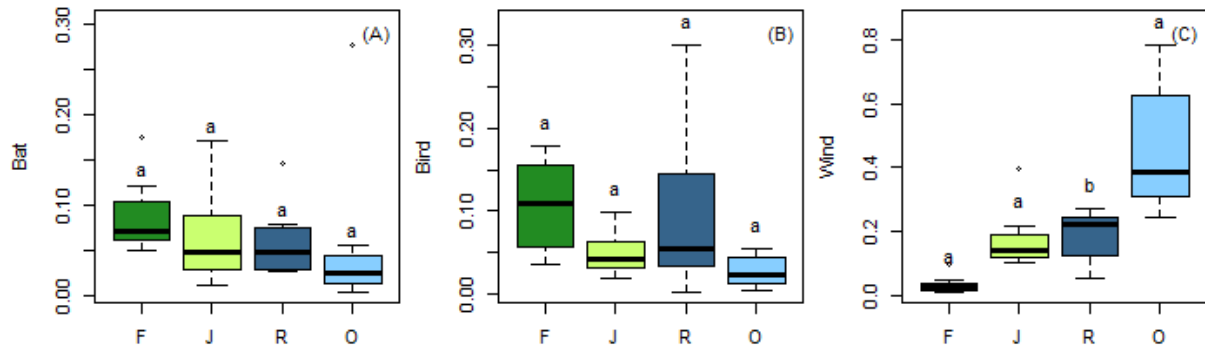 (A)
Bat
0.00 0.10 0.20 0.30
a a a a
F J R O
(B)
Bird
0.00 0.10 0.20 0.30
a a a a
F J R O
(C)
Wind
0.0 0.2 0.4 0.6 0.8
a a b a
F J R O